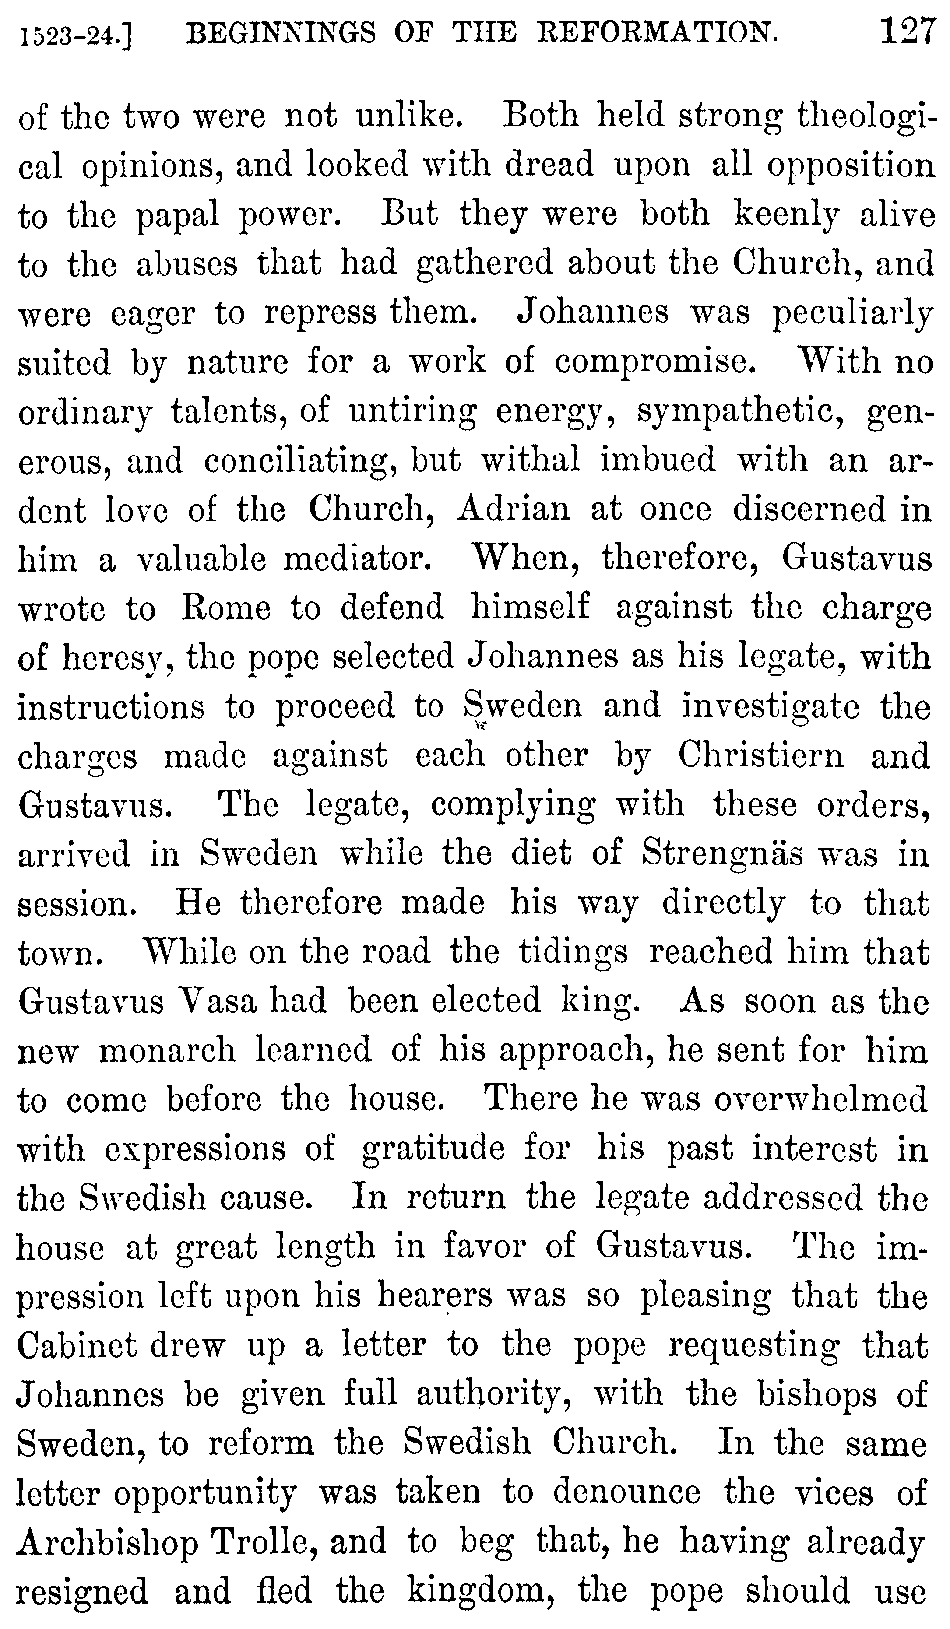 1523-24.] BEGINNINGS OF THE REFORMATION. 127
of the two were not unlike. Both held strong theologi-
cal opinions, and looked with dread upon all opposition
to the papal power. But they were both keenly alive
to the abuses that had gathered about the Church, and
were eager to repress them. Johannes was peculiarly
suited by nature for a work of compromise. With no
ordinary talents, of untiring energy, sympathetic, gen-
erous, and conciliating, but withal imbued with an ar-
dent love of the Church, Adrian at once discerned in
him a valuable mediator. When, therefore, Gustavus
wrote to Rome to defend himself against the charge
of heresy, the pope selected Johannes as his legate, with
instructions to proceed to Sweden and investigate the
charges made against each other by Christiern and
Gustavus. The legate, complying with these orders,
arrived in Sweden while the diet of Strengnäs was in
session. He therefore made his way directly to that
town. While on the road the tidings reached him that
Gustavus Vasa had been elected king. As soon as the
new monarch learned of his approach, he sent for him
to come before the house. There he was overwhelmed
with expressions of gratitude for his past interest in
the Swedish cause. In return the legate addressed the
house at great length in favor of Gustavus. The im-
pression left upon his hearers was so pleasing that the
Cabinet drew up a letter to the pope requesting that
Johannes be given full authority, with the bishops of
Sweden, to reform the Swedish Church. In the same
letter opportunity was taken to denounce the vices of
Archbishop Trolle, and to beg that, he having already
resigned and fled the kingdom, the pope should use